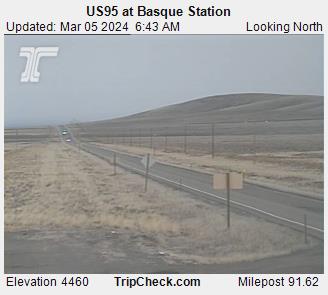 US95 at Basque Station
Updated: Mar 05 2024 6:43 AM Looking North
Elevation 4460 TripCheck.com Milepost 91.62